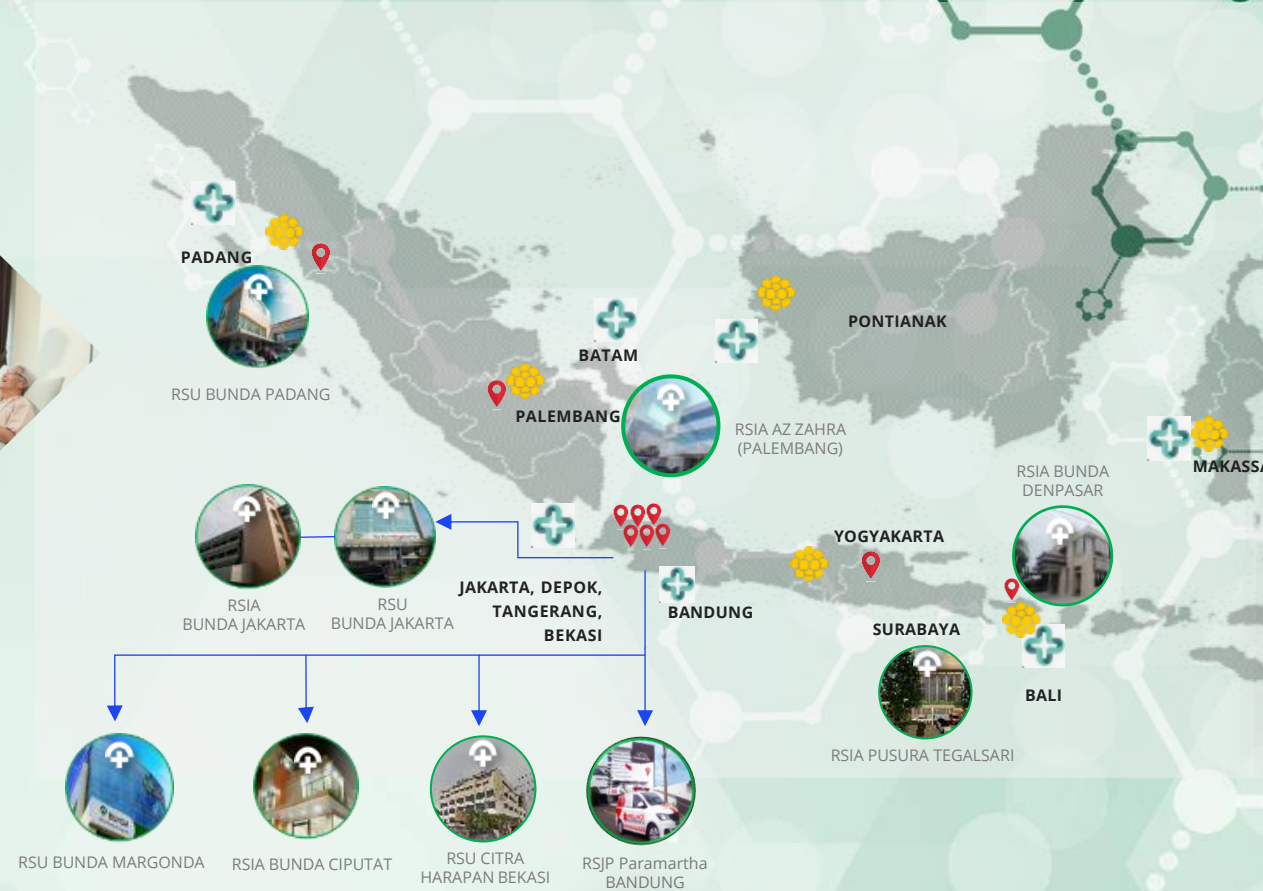 PADANG
RSU BUNDA PADANG
BATAM
PALEMBANG
RSIA AZ ZAHRA
(PALEMBANG)
PONTIANAK
MAKASSA
RSIA BUNDA
DENPASAR
YOGYAKARTA
RSIA
BUNDA JAKARTA
RSU
BUNDA JAKARTA
JAKARTA, DEPOK,
TANGERANG,
BEKASI
BANDUNG
SURABAYA
RSIA PUSURA TEGALSARI
BALI
RSU BUNDA MARGONDA
RSIA BUNDA CIPUTAT
RSU CITRA
HARAPAN BEKASI
RSJP Paramartha
BANDUNG